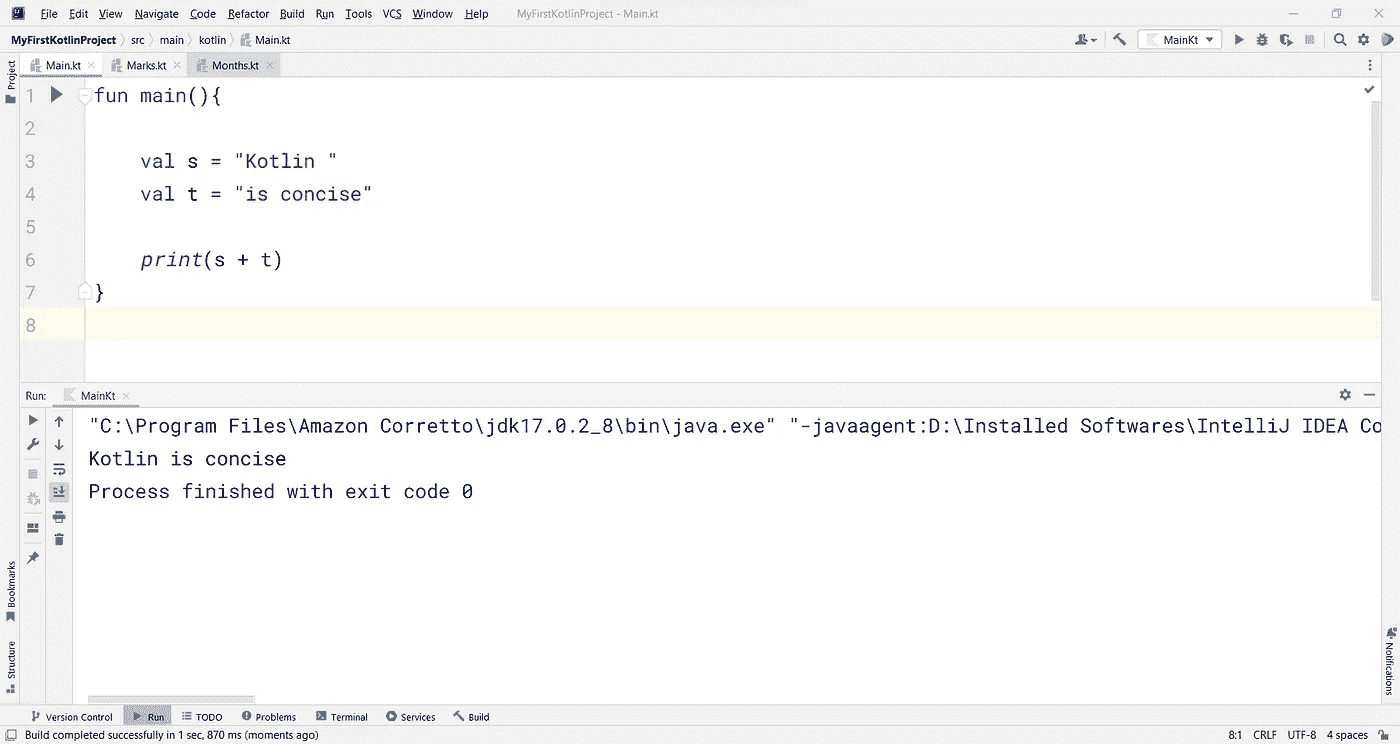 File Edit View Navigate Code Refactor Build Run Tools VCS Window Help MyFirstKotlinProject - Main.kt
MyFirstKotlinProject src main kotlin Main.kt MainKt
Project
Main.kt Marks.kt Months.kt
1 fun main(){
2
3 val s = "Kotlin "
4 val t = "is concise"
5
6 print(s + t)
7 }
8
Run: MainKt
"C:\Program Files\Amazon Corretto\jdk17.0.2_8\bin\java.exe" "-javaagent:D:\Installed Softwares\IntelliJ IDEA Co
Kotlin is concise
Process finished with exit code 0
Bookmarks
Structure
Notifications
Version Control Run TODO Problems Terminal Services Build
Build completed successfully in 1 sec, 870 ms (moments ago) 8:1 CRLF UTF-8 4 spaces